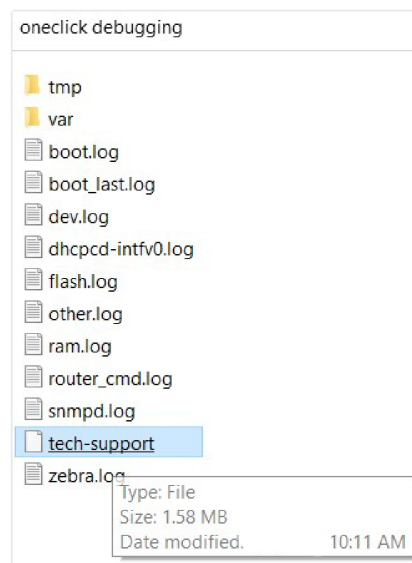 oneclick debugging
tmp
var
boot.log
boot_last.log
dev.log
dhcpcd-intfv0.log
flash.log
other.log
ram.log
router_cmd.log
snmpd.log
tech-support
zebra.log
Type: File
Size: 1.58 MB
Date modified. 10:11 AM